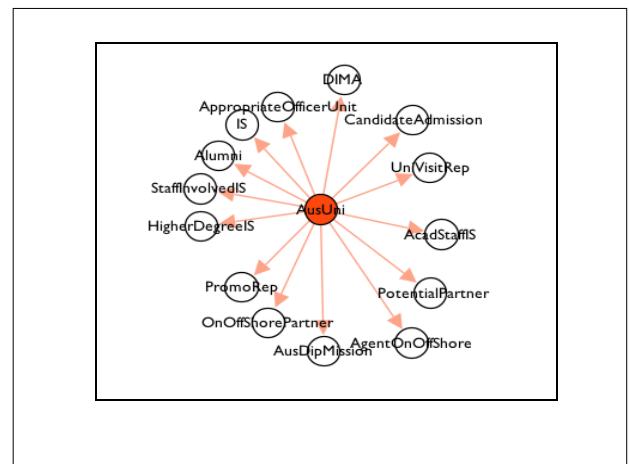 DIMA
AppropriateOfficerUnit
CandidateAdmission
IS
Alumni
UniVisitRep
StaffInvolvedIS
AusUni
HigherDegreeIS
AcadStaffIS
PromoRep
PotentialPartner
OnOffShorePartner
AgentOnOffShore
AusDipMission